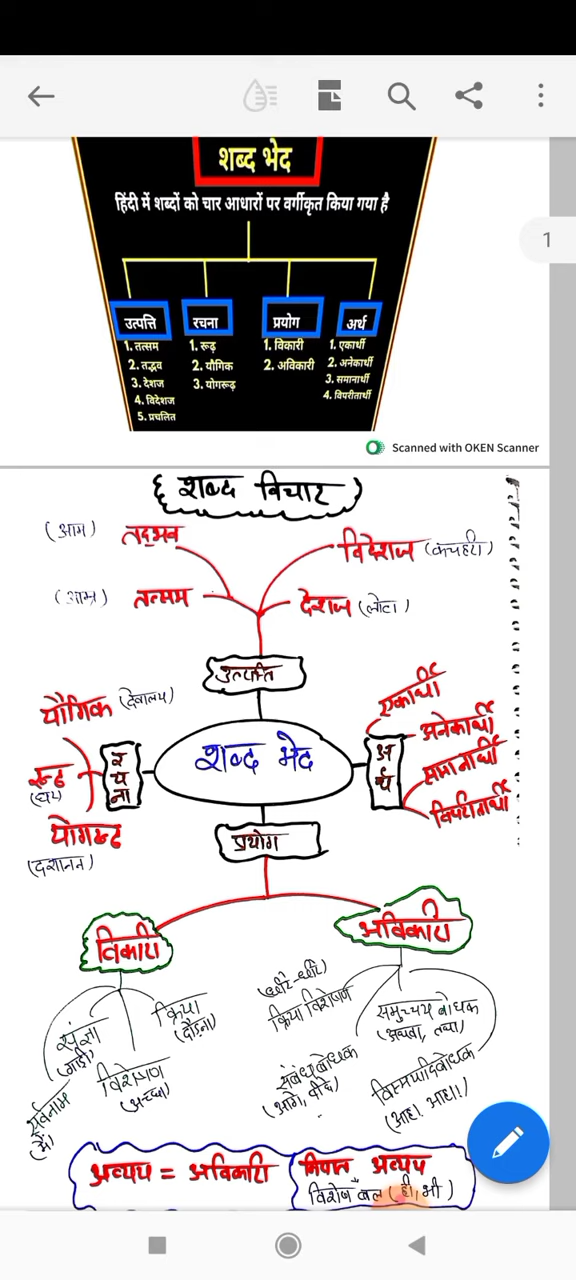 शब्द भेद
हिंदी में शब्दों को चार आधारों पर वर्गीकृत किया गया है
1
उत्पत्ति
1. तत्सम
2. तद्भव
3. देशज
4. विदेशज
5. प्रचलित
रचना
1. रूढ़
2. यौगिक
3. योगरूढ़
प्रयोग
1. विकारी
2. अविकारी
अर्थ
1. एकार्थी
2. अनेकार्थी
3. समानार्थी
4. विपरीतार्थी
Scanned with OKEN Scanner
{ शब्द विचार }
(आम) तद्भव
विदेशज (कचहरी)
(आम्र) तत्सम
देशज (लोटा)
उत्पत्ति
यौगिक (देवालय)
रूढ
योगरूढ
(दशानन)
रचना
शब्द भेद
अर्थ
एकार्थी
अनेकार्थी
समानार्थी
विपरीतार्थी
प्रयोग
विकारी
अविकारी
संज्ञा
सर्वनाम
(मैं)
क्रिया
(दौड़ना)
विशेषण
(अच्छा)
क्रिया विशेषण
संबंध बोधक
(आगे, पीछे)
समुच्चय बोधक
(अथवा, तथा)
विस्मयादिबोधक
(आह! अहा!)
अव्यय = अविकारी
निपात अव्यय
विशेष बल (ही, भी)